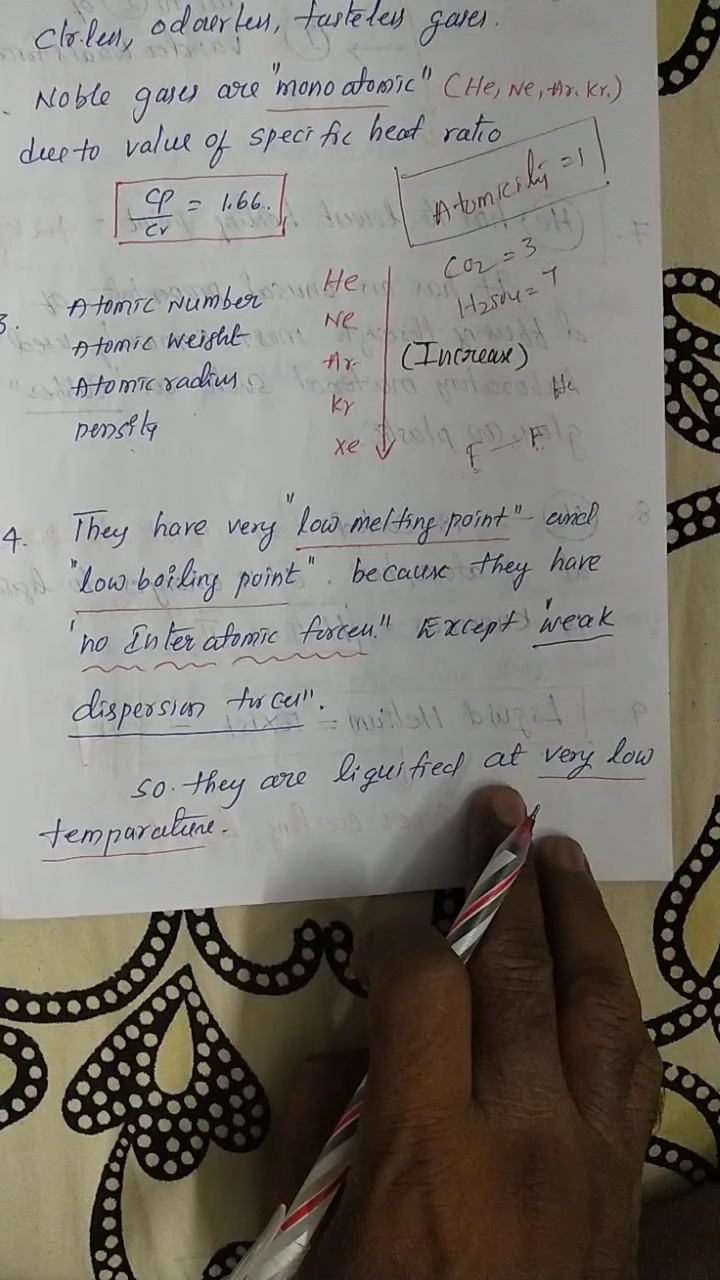 Clrless, odourless, tasteless gases.
Noble gases are "mono atomic" (He, Ne, Ar. Kr.)
due to value of specific heat ratio
Cp/Cv = 1.66.
Atomicity = 1
CO2 = 3
H2SO4 = 7
3. Atomic Number
Atomic weight
Atomic radius
Density
He
Ne
Ar
Kr
Xe
(Increase)
He
F — F
4. They have very "low melting point" and
"low boiling point". because they have
"no Inter atomic forces." Except "weak
dispersion forces".
so. they are liquified at very low
temparature.